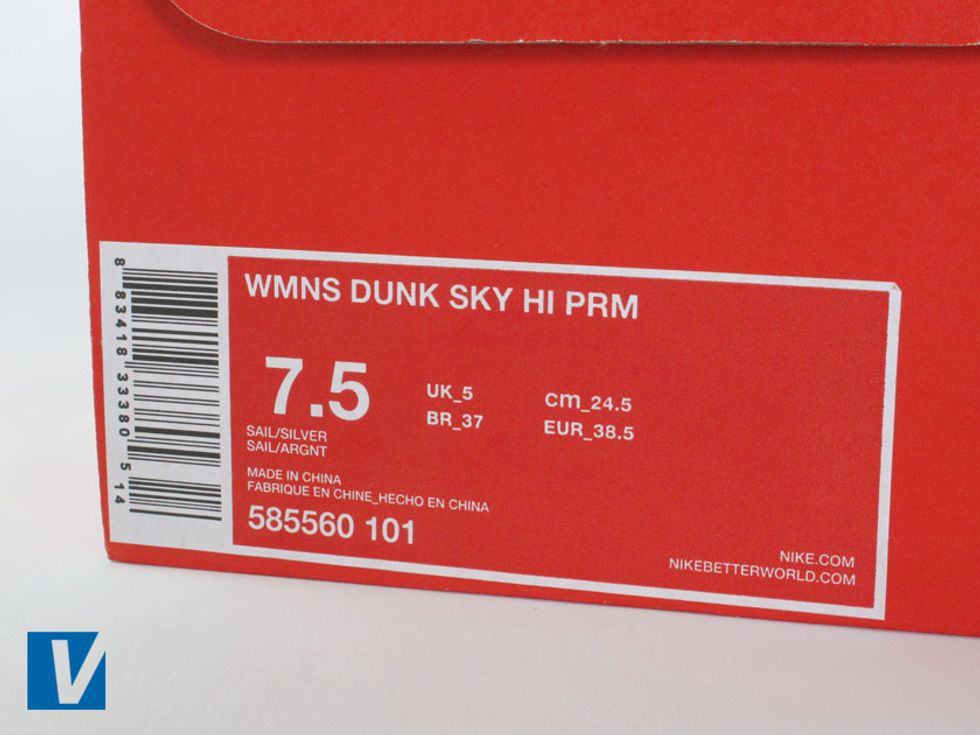 WMNS DUNK SKY HI PRM
7.5
UK_5 cm_24.5
BR_37 EUR_38.5
SAIL/SILVER
SAIL/ARGNT
MADE IN CHINA
FABRIQUE EN CHINE_HECHO EN CHINA
585560 101
NIKE.COM
NIKEBETTERWORLD.COM
8 83418 33380 5 14
V